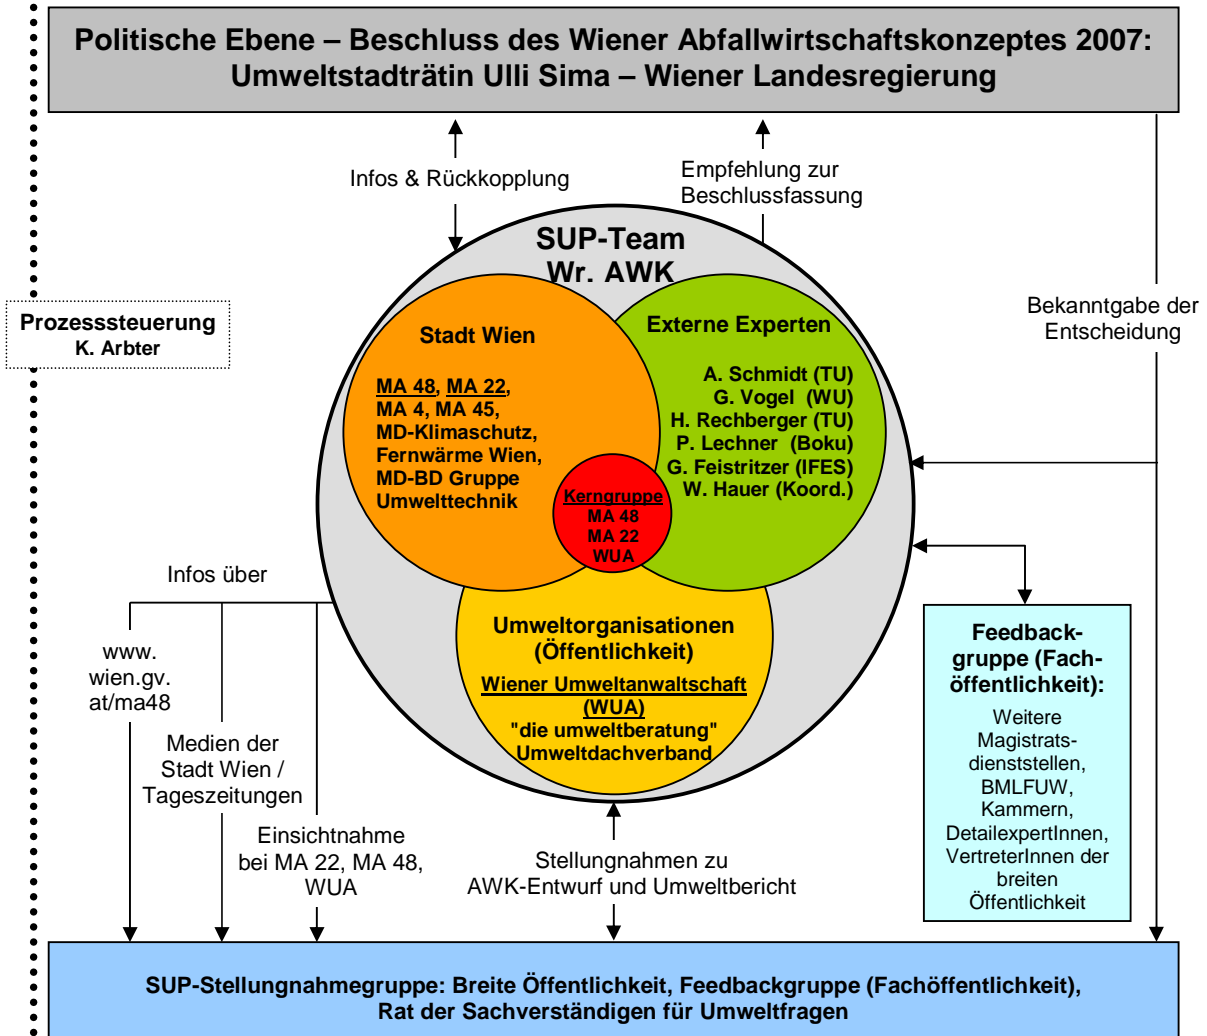 Politische Ebene – Beschluss des Wiener Abfallwirtschaftskonzeptes 2007:
Umweltstadträtin Ulli Sima – Wiener Landesregierung
Infos & Rückkopplung
Empfehlung zur
Beschlussfassung
SUP-Team
Wr. AWK
Prozesssteuerung
K. Arbter
Bekanntgabe der
Entscheidung
Stadt Wien
MA 48, MA 22,
MA 4, MA 45,
MD-Klimaschutz,
Fernwärme Wien,
MD-BD Gruppe
Umwelttechnik
Externe Experten
A. Schmidt (TU)
G. Vogel (WU)
H. Rechberger (TU)
P. Lechner (Boku)
G. Feistritzer (IFES)
W. Hauer (Koord.)
Kerngruppe
MA 48
MA 22
WUA
Umweltorganisationen
(Öffentlichkeit)
Wiener Umweltanwaltschaft
(WUA)
"die umweltberatung"
Umweltdachverband
Infos über
www.
wien.gv.
at/ma48
Medien der
Stadt Wien /
Tageszeitungen
Einsichtnahme
bei MA 22, MA 48,
WUA
Stellungnahmen zu
AWK-Entwurf und Umweltbericht
Feedback-
gruppe (Fach-
öffentlichkeit):
Weitere
Magistrats-
dienststellen,
BMLFUW,
Kammern,
DetailexpertInnen,
VertreterInnen der
breiten
Öffentlichkeit
SUP-Stellungnahmegruppe: Breite Öffentlichkeit, Feedbackgruppe (Fachöffentlichkeit),
Rat der Sachverständigen für Umweltfragen